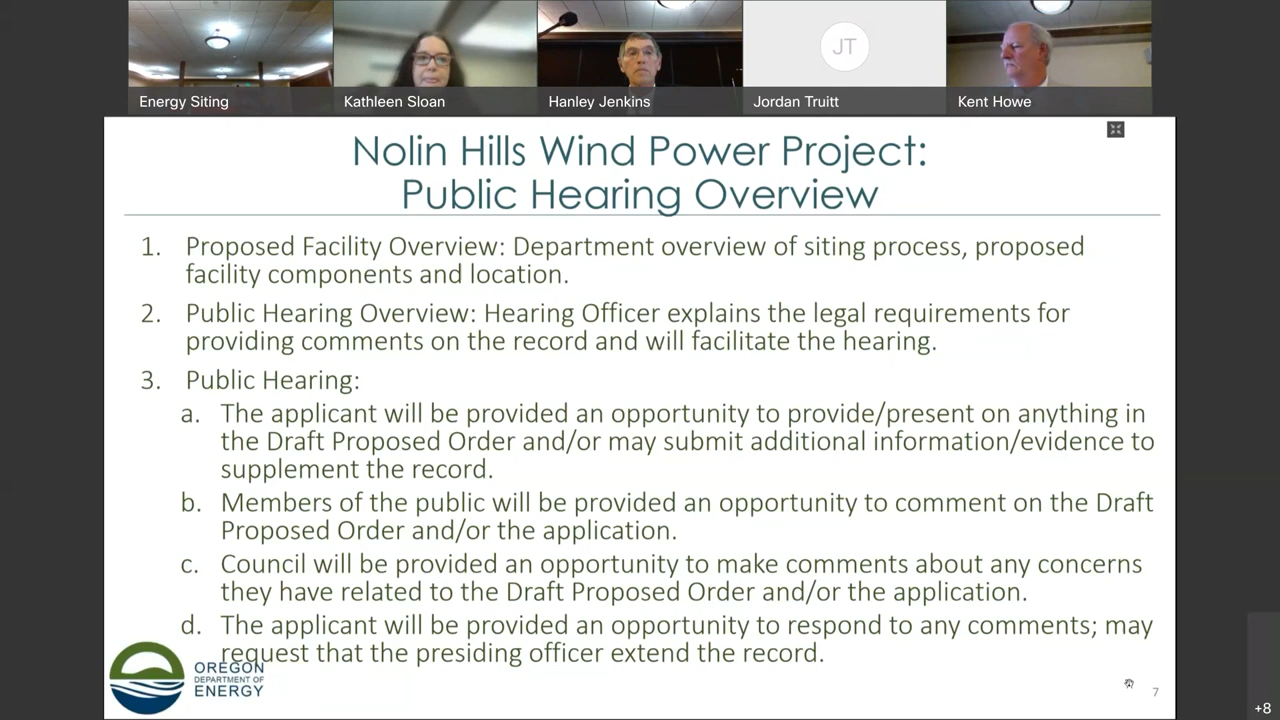 JT
Energy Siting
Kathleen Sloan
Hanley Jenkins
Jordan Truitt
Kent Howe
Nolin Hills Wind Power Project:
Public Hearing Overview
1. Proposed Facility Overview: Department overview of siting process, proposed
facility components and location.
2. Public Hearing Overview: Hearing Officer explains the legal requirements for
providing comments on the record and will facilitate the hearing.
3. Public Hearing:
a. The applicant will be provided an opportunity to provide/present on anything in
the Draft Proposed Order and/or may submit additional information/evidence to
supplement the record.
b. Members of the public will be provided an opportunity to comment on the Draft
Proposed Order and/or the application.
c. Council will be provided an opportunity to make comments about any concerns
they have related to the Draft Proposed Order and/or the application.
d. The applicant will be provided an opportunity to respond to any comments; may
request that the presiding officer extend the record.
OREGON
DEPARTMENT OF
ENERGY
7
+8